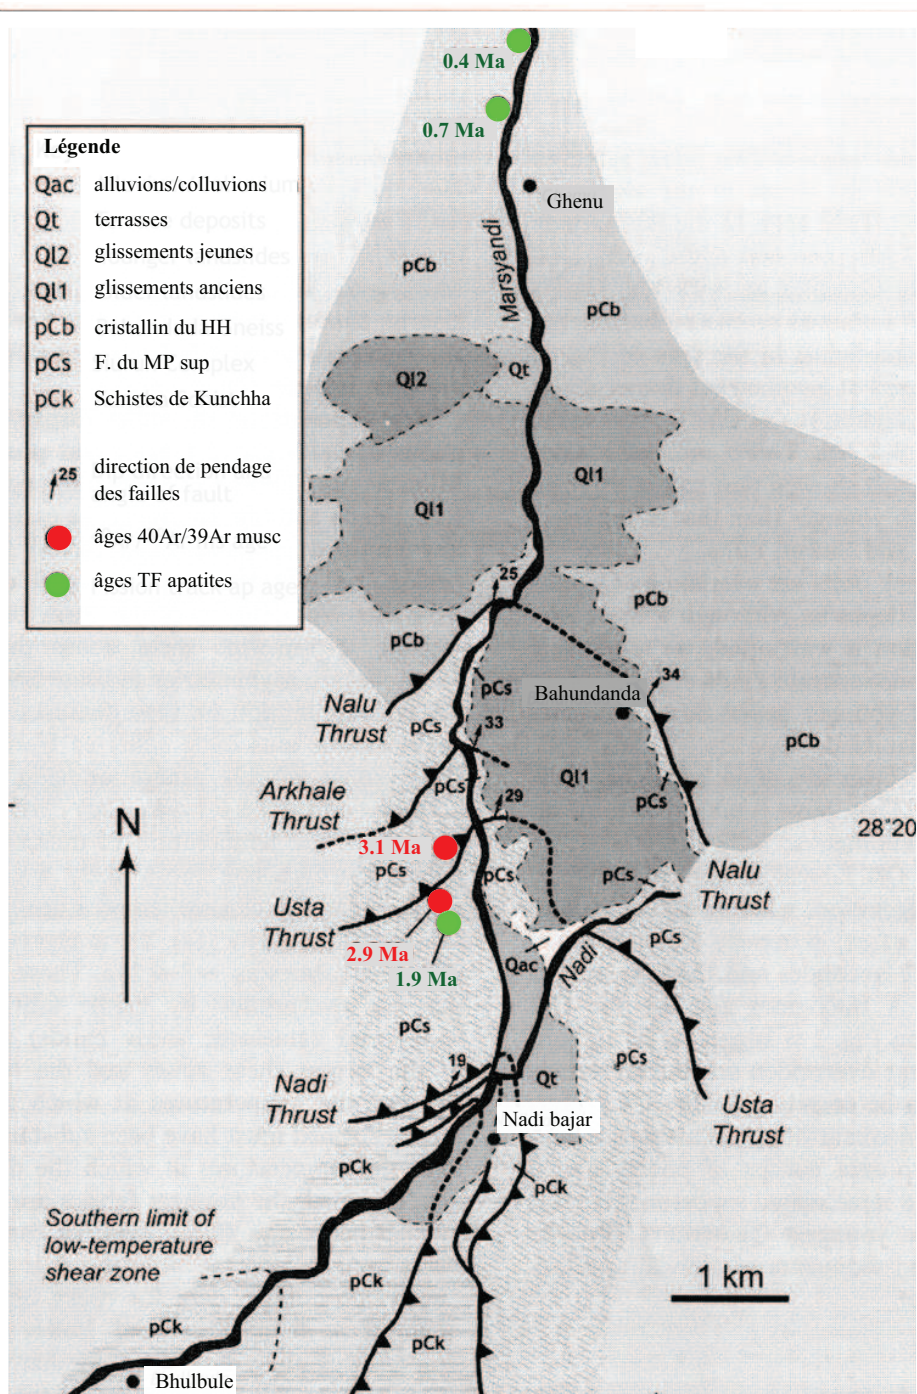 0.4 Ma
0.7 Ma
Légende
Qac alluvions/colluvions
Qt terrasses
Ql2 glissements jeunes
Ql1 glissements anciens
pCb cristallin du HH
pCs F. du MP sup
pCk Schistes de Kunchha
25 direction de pendage
des failles
âges 40Ar/39Ar musc
âges TF apatites
Ghenu
Marsyandi
pCb
pCb
Ql2
Qt
Ql1
Ql1
25
pCb
pCb
pCs
34
Bahundanda
Nalu
Thrust
pCs
33
pCb
Ql1
pCs
pCs
Arkhale
Thrust
29
N
28°20
3.1 Ma
pCs
pCs
pCs
Nalu
Thrust
Usta
Thrust
2.9 Ma
1.9 Ma
Qac
Nadi
pCs
pCs
pCs
19
Qt
Nadi
Thrust
Usta
Thrust
Nadi bajar
pCk
pCk
Southern limit of
low-temperature
shear zone
1 km
pCk
pCk
pCk
Bhulbule